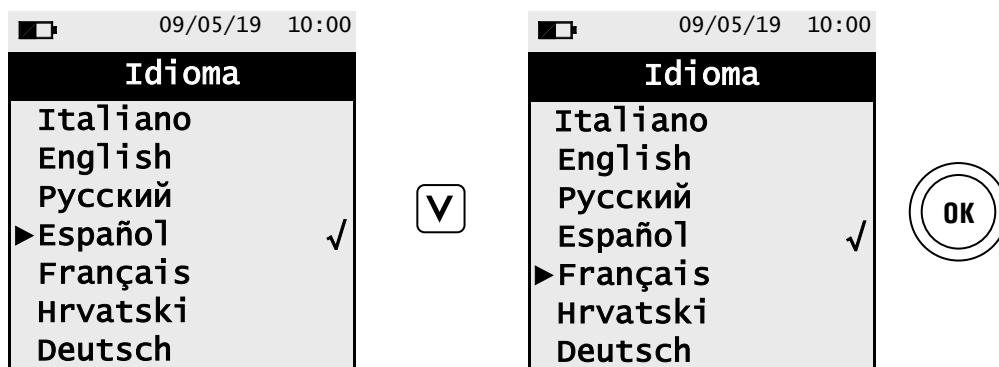 09/05/19 10:00
Idioma
Italiano
English
Русский
Español √
Français
Hrvatski
Deutsch
V
09/05/19 10:00
Idioma
Italiano
English
Русский
Español √
Français
Hrvatski
Deutsch
OK